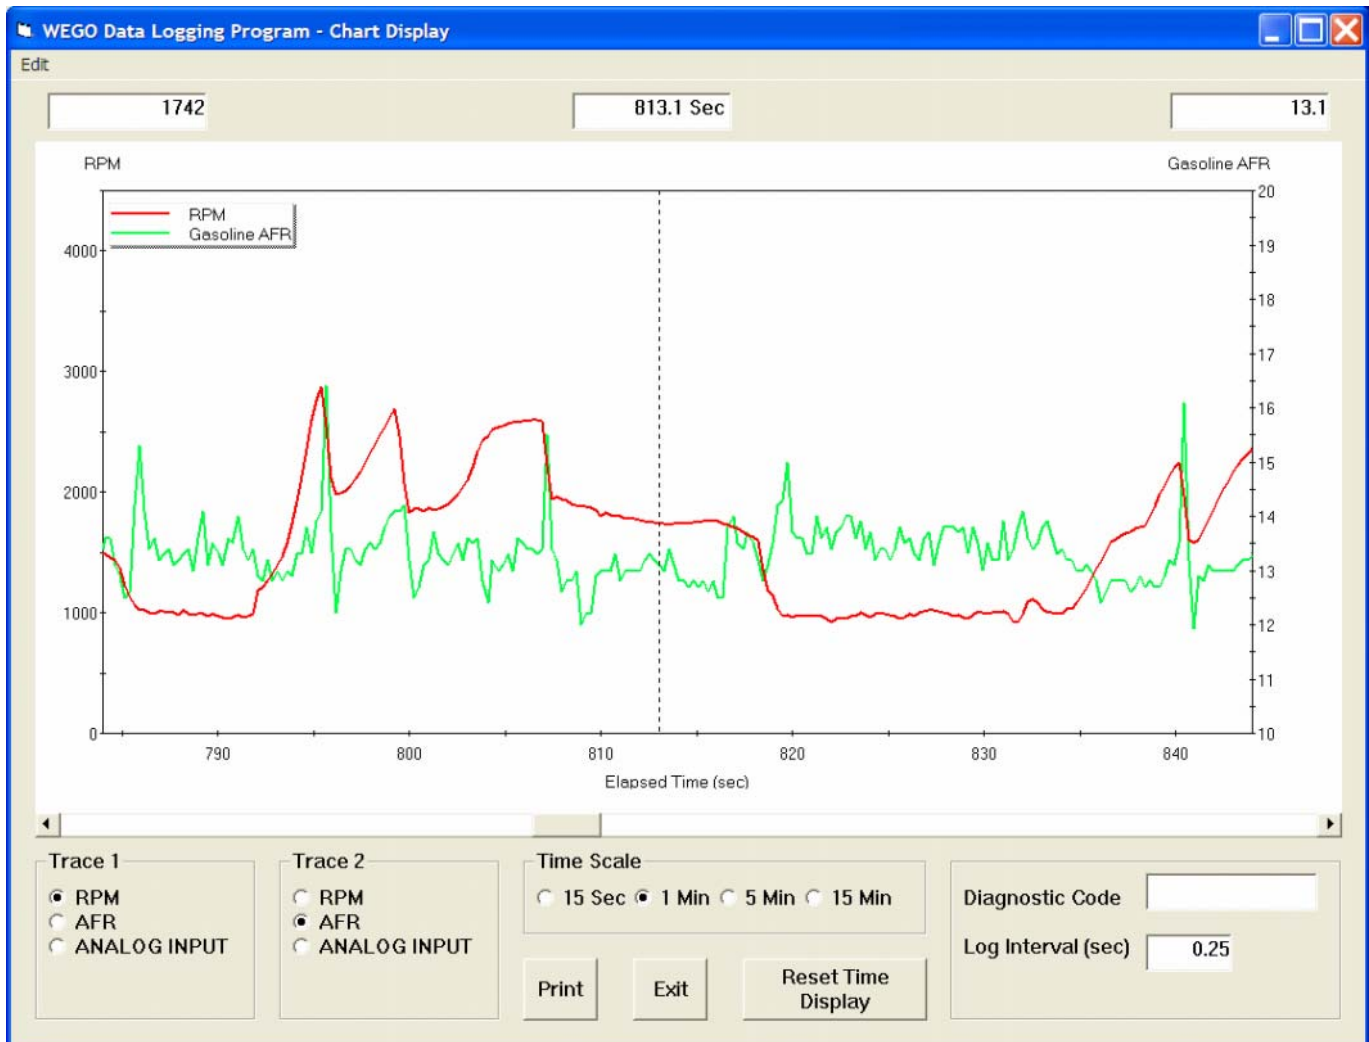 WEGO Data Logging Program - Chart Display
Edit
1742
813.1 Sec
13.1
RPM
Gasoline AFR
RPM
Gasoline AFR
4000
3000
2000
1000
0
20
19
18
17
16
15
14
13
12
11
10
790 800 810 820 830 840
Elapsed Time (sec)
Trace 1
RPM
AFR
ANALOG INPUT
Trace 2
RPM
AFR
ANALOG INPUT
Time Scale
15 Sec 1 Min 5 Min 15 Min
Print
Exit
Reset Time
Display
Diagnostic Code
Log Interval (sec) 0.25